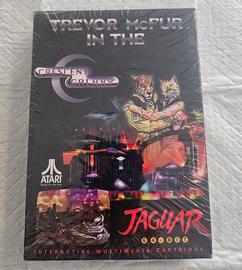 TREVOR McFUR
IN THE
CRESCENT
GALAXY
ATARI
JAGUAR
64-BIT
INTERACTIVE MULTIMEDIA CARTRIDGE